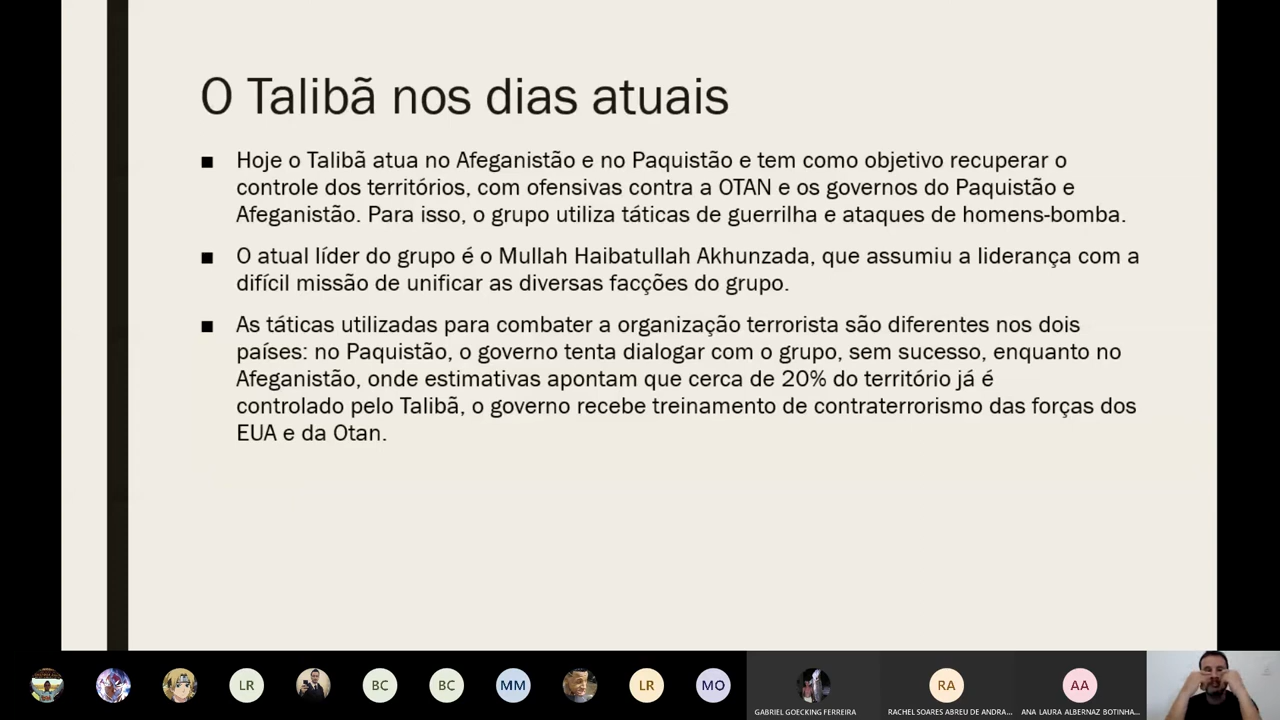 O Talibã nos dias atuais
Hoje o Talibã atua no Afeganistão e no Paquistão e tem como objetivo recuperar o
controle dos territórios, com ofensivas contra a OTAN e os governos do Paquistão e
Afeganistão. Para isso, o grupo utiliza táticas de guerrilha e ataques de homens-bomba.
O atual líder do grupo é o Mullah Haibatullah Akhunzada, que assumiu a liderança com a
difícil missão de unificar as diversas facções do grupo.
As táticas utilizadas para combater a organização terrorista são diferentes nos dois
países: no Paquistão, o governo tenta dialogar com o grupo, sem sucesso, enquanto no
Afeganistão, onde estimativas apontam que cerca de 20% do território já é
controlado pelo Talibã, o governo recebe treinamento de contraterrorismo das forças dos
EUA e da Otan.
LR BC BC MM LR MO RA AA
GABRIEL GOECKING FERREIRA RACHEL SOARES ABREU DE ANDRA... ANA LAURA ALBERNAZ BOTINHA...